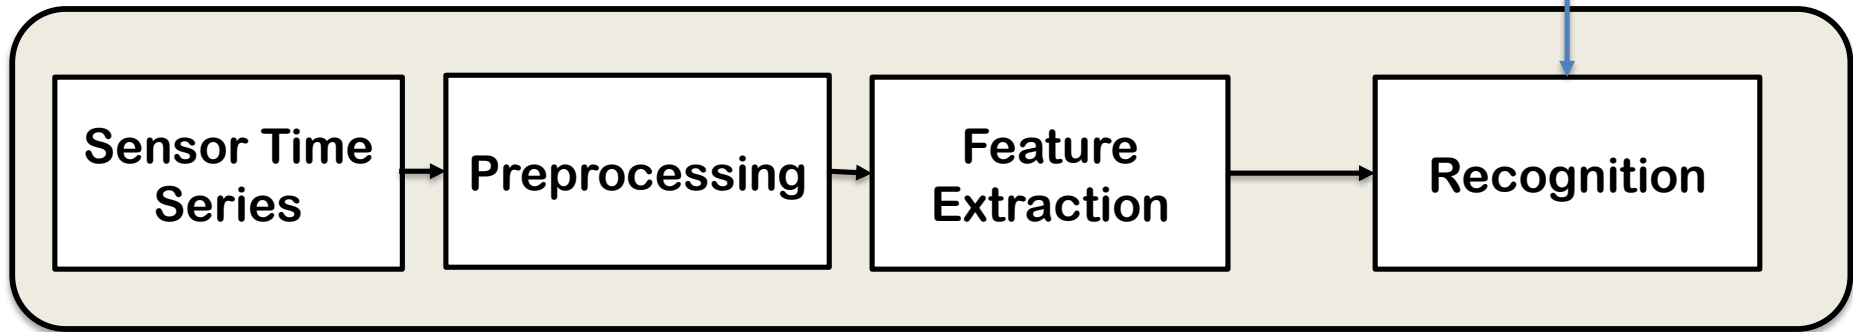 Sensor Time
Series
Preprocessing
Feature
Extraction
Recognition